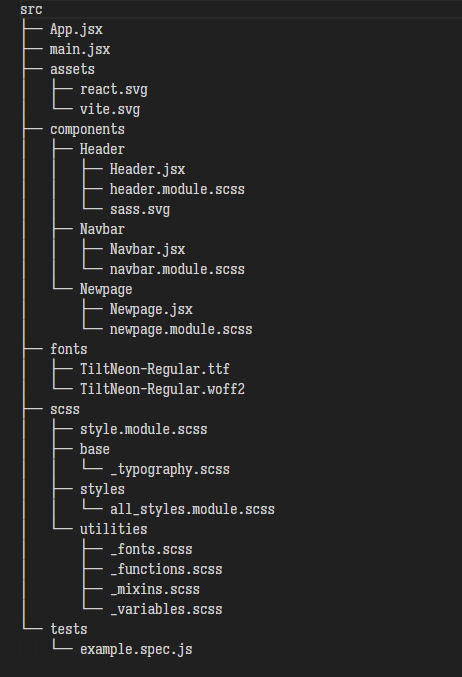 src
├── App.jsx
├── main.jsx
├── assets
│   ├── react.svg
│   └── vite.svg
├── components
│   ├── Header
│   │   ├── Header.jsx
│   │   ├── header.module.scss
│   │   └── sass.svg
│   ├── Navbar
│   │   ├── Navbar.jsx
│   │   └── navbar.module.scss
│   └── Newpage
│       ├── Newpage.jsx
│       └── newpage.module.scss
├── fonts
│   ├── TiltNeon-Regular.ttf
│   └── TiltNeon-Regular.woff2
├── scss
│   ├── style.module.scss
│   ├── base
│   │   └── _typography.scss
│   ├── styles
│   │   └── all_styles.module.scss
│   └── utilities
│       ├── _fonts.scss
│       ├── _functions.scss
│       ├── _mixins.scss
│       └── _variables.scss
└── tests
    └── example.spec.js